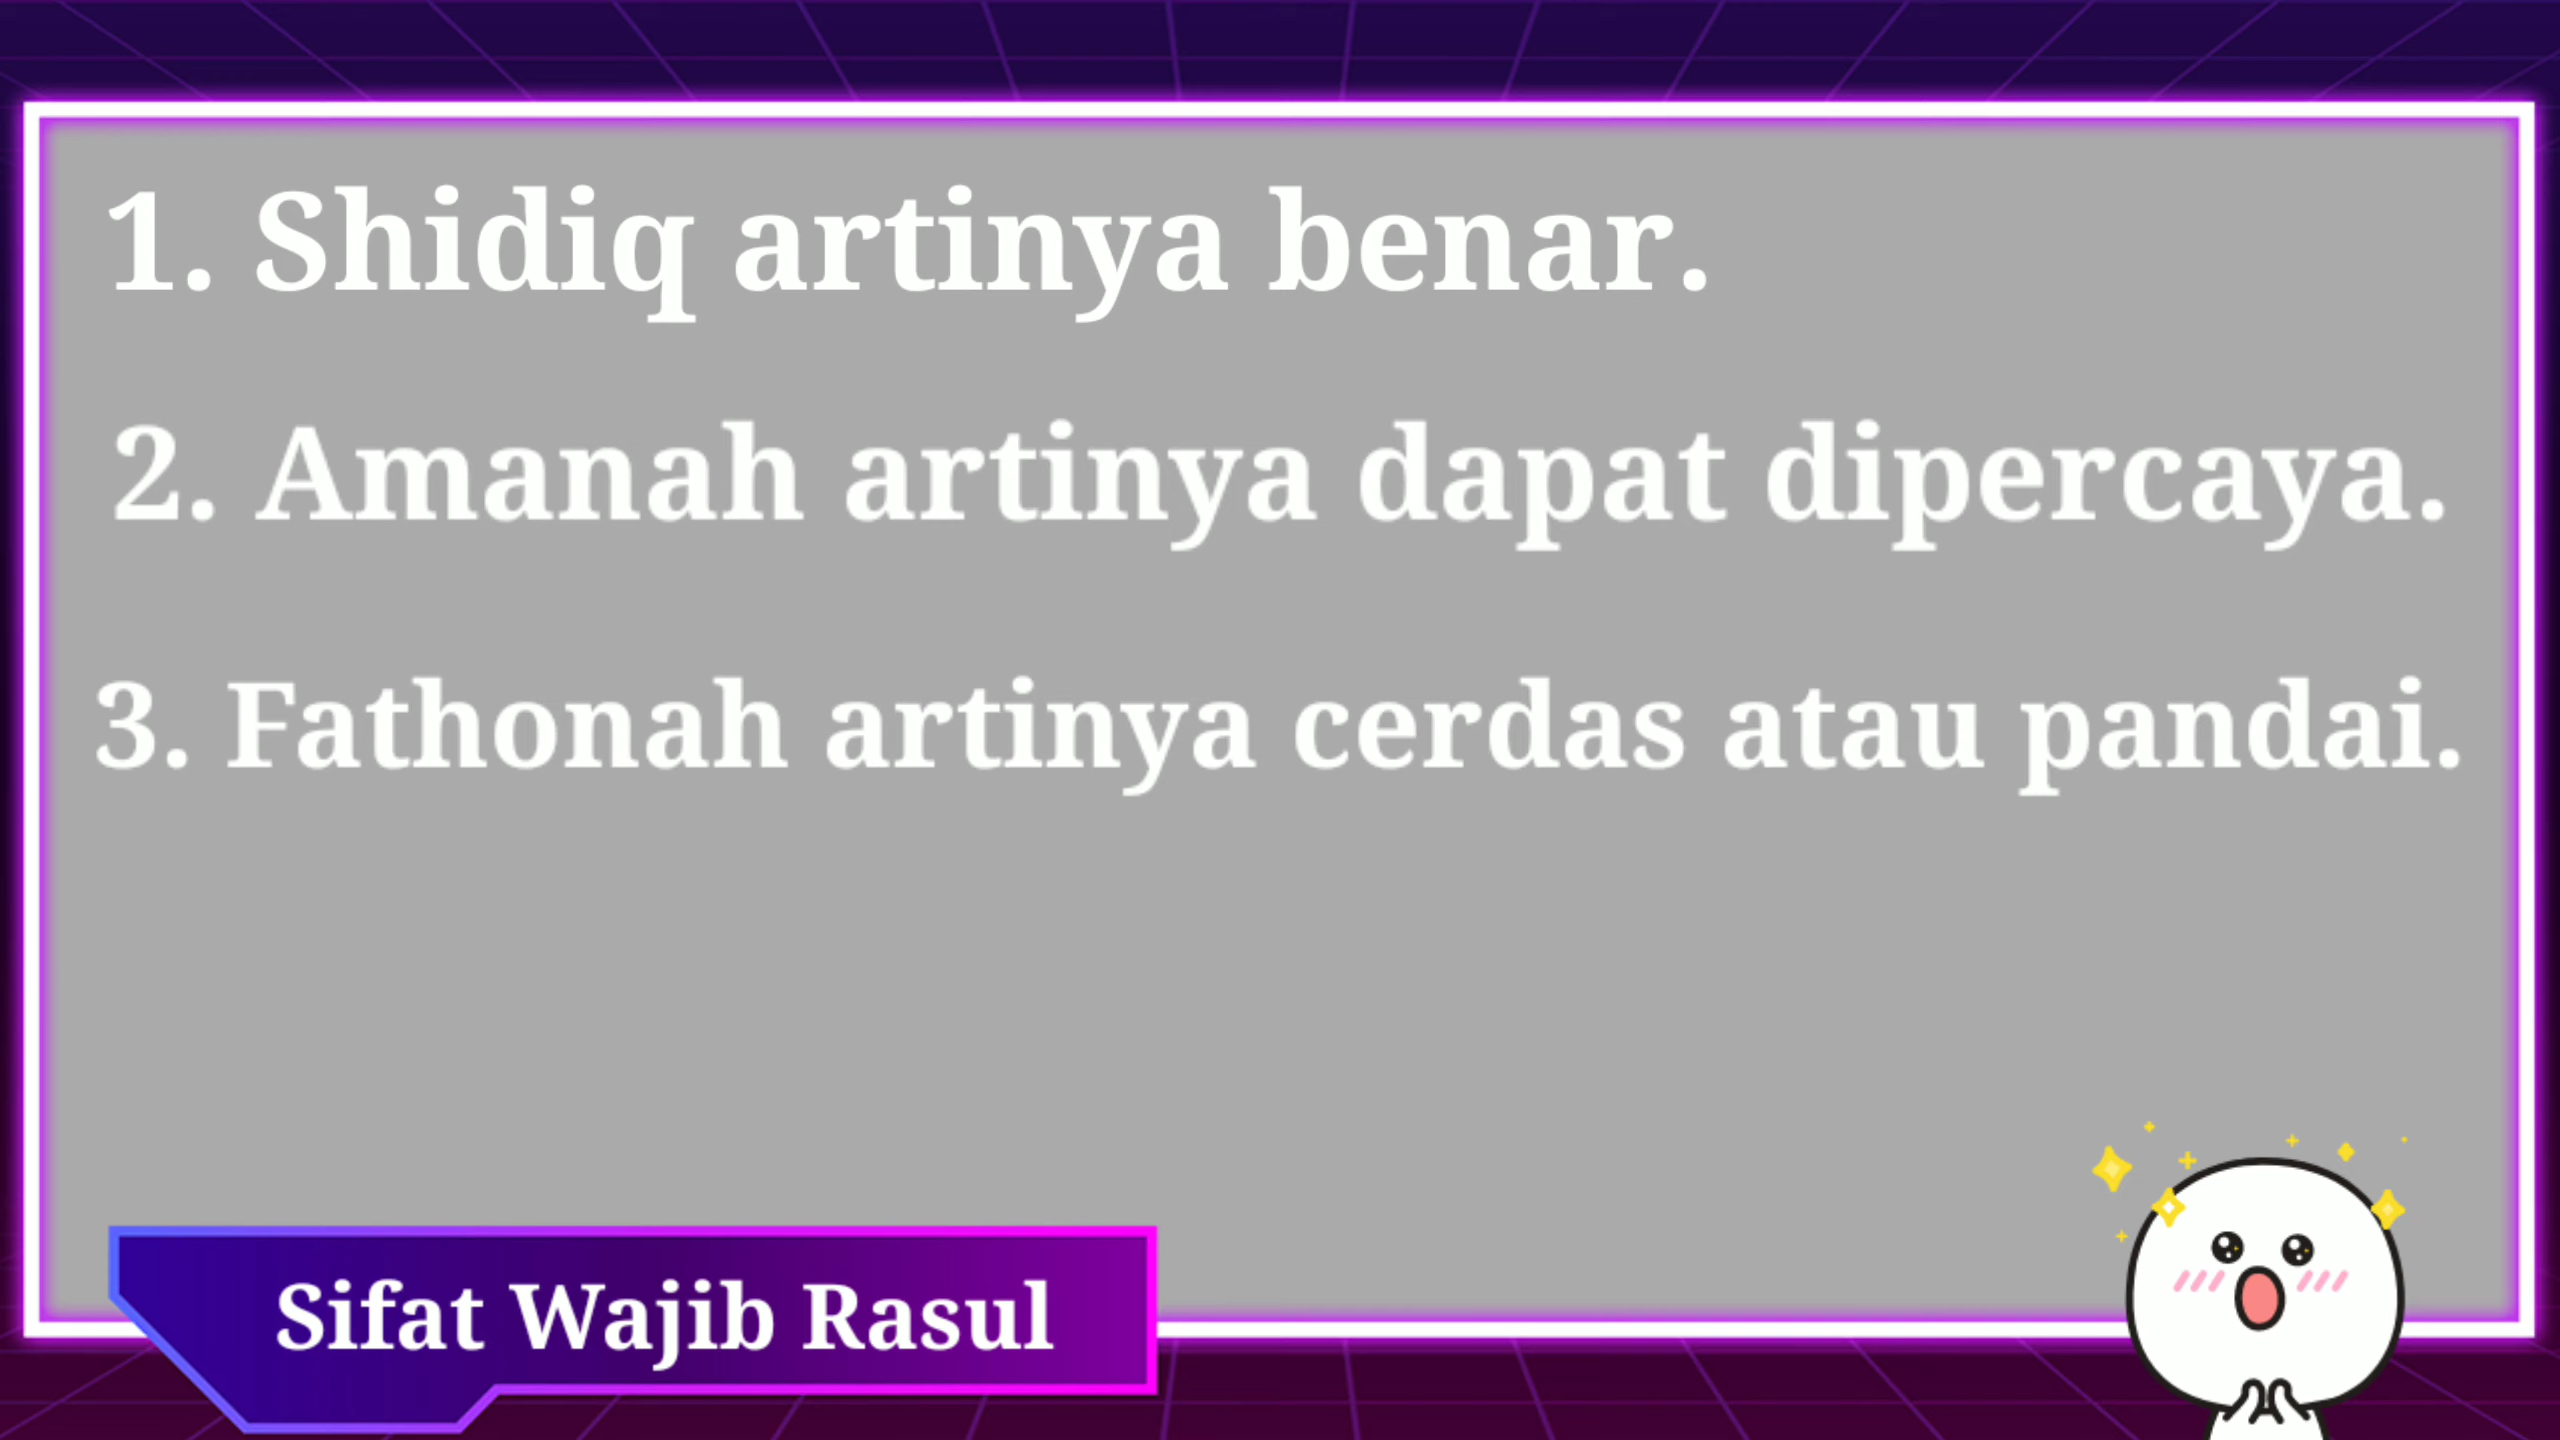 1. Shidiq artinya benar.
2. Amanah artinya dapat dipercaya.
3. Fathonah artinya cerdas atau pandai.
Sifat Wajib Rasul